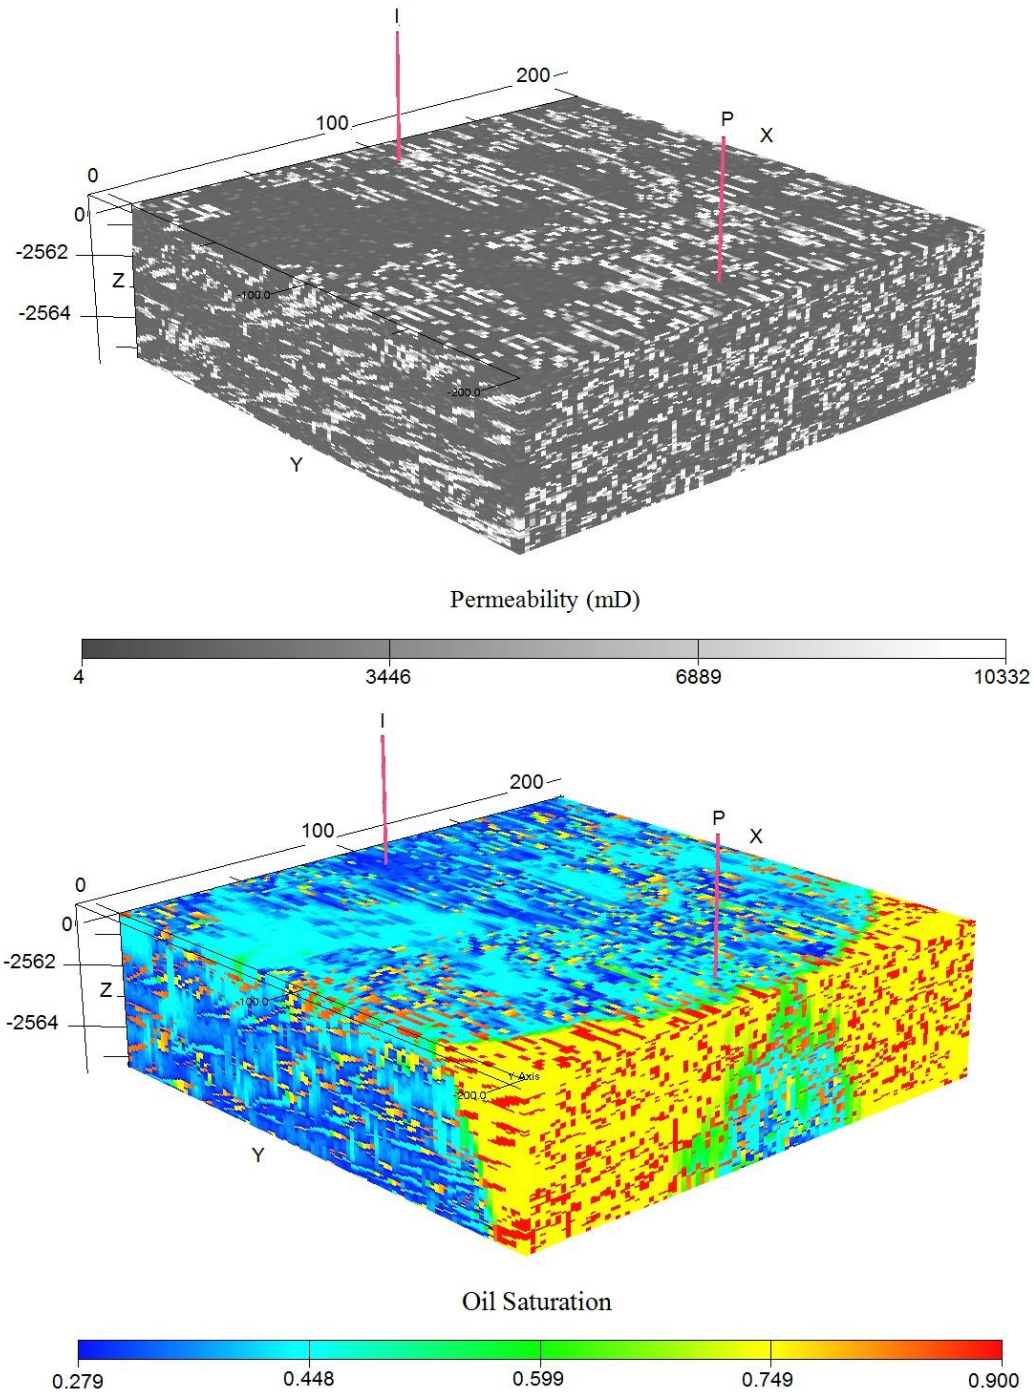 I
200
P
X
100
0
0
-2562
Z
-100.0
-2564
-200.0
Y
Permeability (mD)
4 3446 6889 10332
I
200
P
X
100
0
0
-2562
Z
-100.0
-2564
Y-Axis
-200.0
Y
Oil Saturation
0.279 0.448 0.599 0.749 0.900